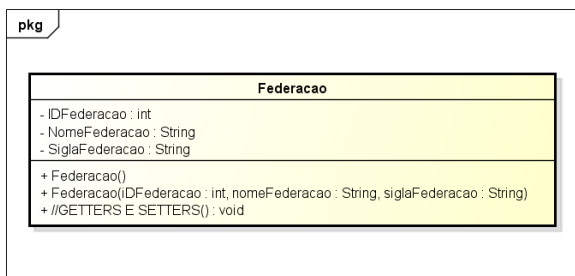 pkg
Federacao
- IDFederacao : int
- NomeFederacao : String
- SiglaFederacao : String
+ Federacao()
+ Federacao(iDFederacao : int, nomeFederacao : String, siglaFederacao : String)
+ //GETTERS E SETTERS() : void